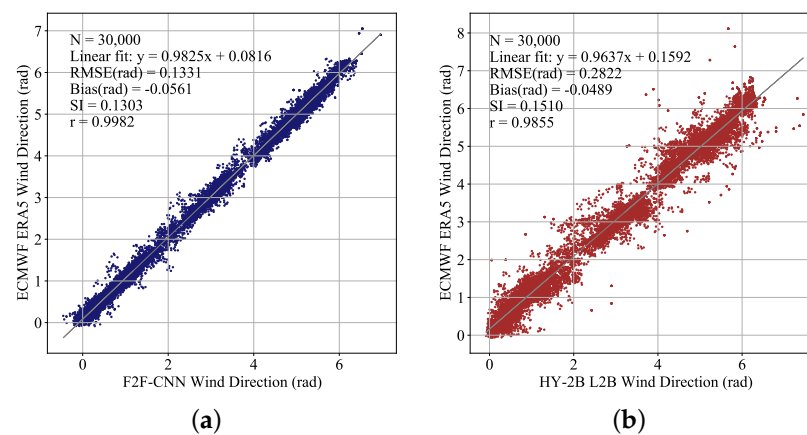 N = 30,000
Linear fit: y = 0.9825x + 0.0816
RMSE(rad) = 0.1331
Bias(rad) = -0.0561
SI = 0.1303
r = 0.9982
ECMWF ERA5 Wind Direction (rad)
7
6
5
4
3
2
1
0
0 2 4 6
F2F-CNN Wind Direction (rad)
(a)
N = 30,000
Linear fit: y = 0.9637x + 0.1592
RMSE(rad) = 0.2822
Bias(rad) = -0.0489
SI = 0.1510
r = 0.9855
ECMWF ERA5 Wind Direction (rad)
8
7
6
5
4
3
2
1
0
0 2 4 6
HY-2B L2B Wind Direction (rad)
(b)